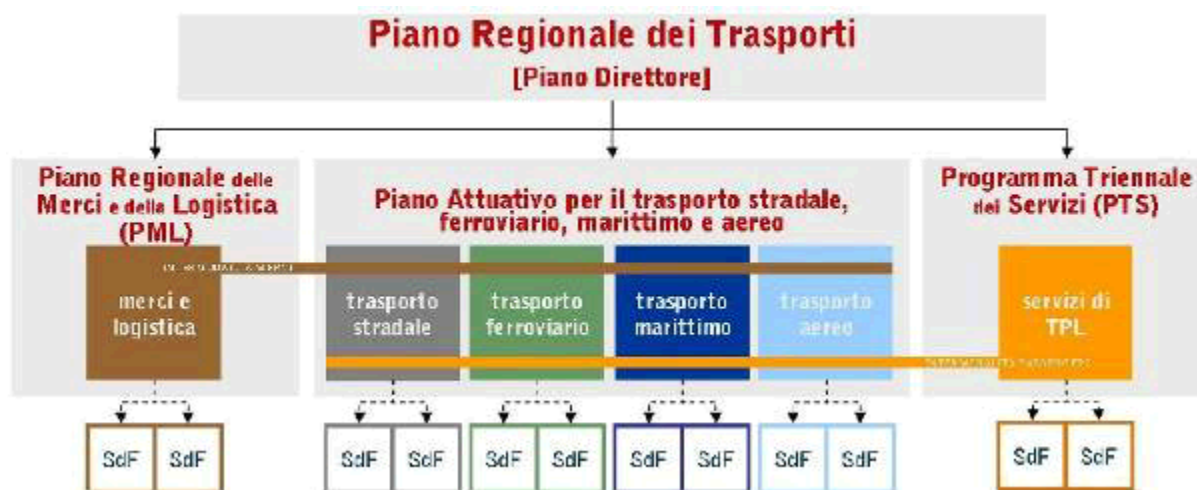 Piano Regionale dei Trasporti
[Piano Direttore]
Piano Regionale delle
Merci e della Logistica
(PML)
Piano Attuativo per il trasporto stradale,
ferroviario, marittimo e aereo
Programma Triennale
dei Servizi (PTS)
merci e
logistica
trasporto
stradale
trasporto
ferroviario
trasporto
marittimo
trasporto
aereo
servizi di
TPL
SdF SdF
SdF SdF
SdF SdF
SdF SdF
SdF SdF
SdF SdF